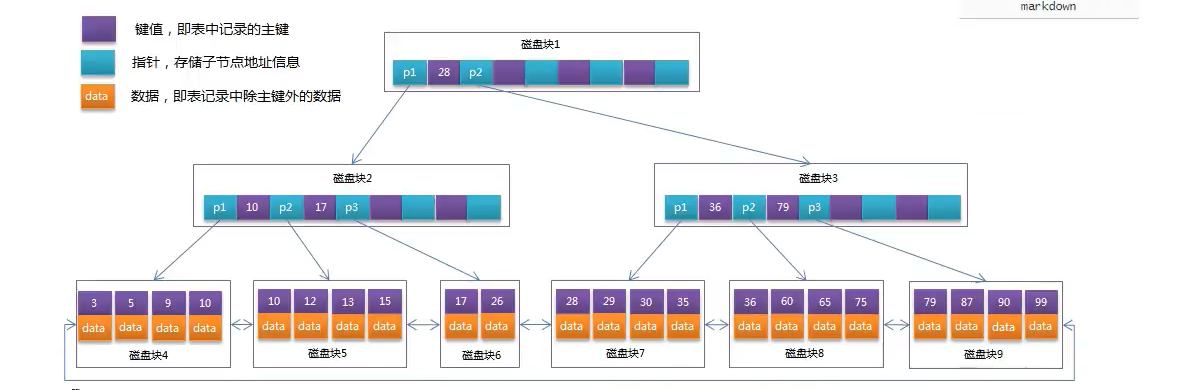 markdown
键值，即表中记录的主键
指针，存储子节点地址信息
data 数据，即表记录中除主键外的数据
磁盘块1
p1 28 p2
磁盘块2
p1 10 p2 17 p3
磁盘块3
p1 36 p2 79 p3
3 5 9 10
data data data data
磁盘块4
10 12 13 15
data data data data
磁盘块5
17 26
data data
磁盘块6
28 29 30 35
data data data data
磁盘块7
36 60 65 75
data data data data
磁盘块8
79 87 90 99
data data data data
磁盘块9